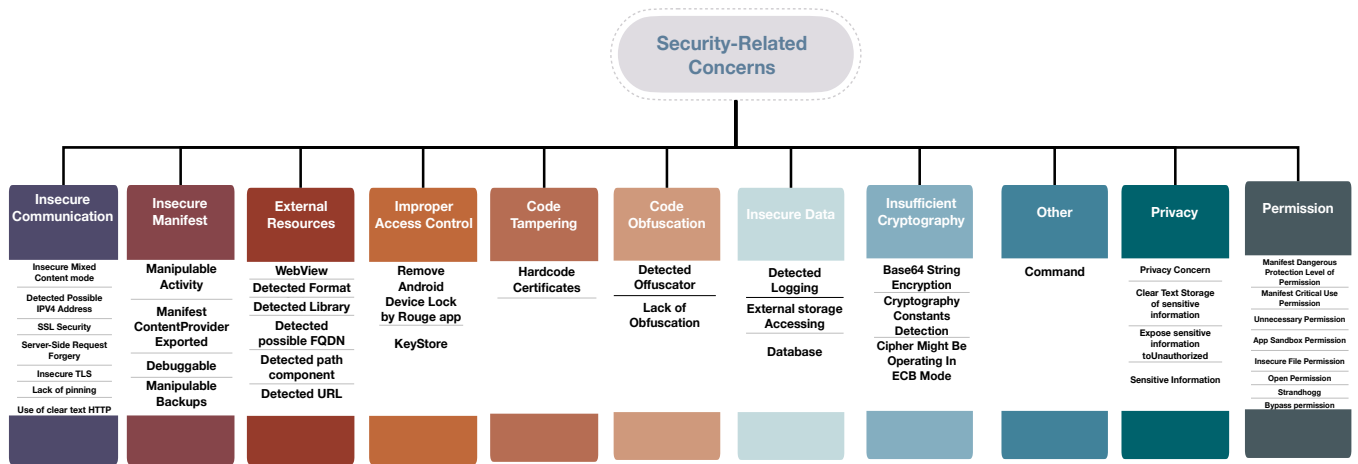 Security-Related
Concerns
Insecure
Communication
Insecure Mixed
Content mode
Detected Possible
IPV4 Address
SSL Security
Server-Side Request
Forgery
Insecure TLS
Lack of pinning
Use of clear text HTTP
Insecure
Manifest
Manipulable
Activity
Manifest
ContentProvider
Exported
Debuggable
Manipulable
Backups
External
Resources
WebView
Detected Format
Detected Library
Detected
possible FQDN
Detected path
component
Detected URL
Improper
Access Control
Remove
Android
Device Lock
by Rouge app
KeyStore
Code
Tampering
Hardcode
Certificates
Code
Obfuscation
Detected
Offuscator
Lack of
Obfuscation
Insecure Data
Detected
Logging
External storage
Accessing
Database
Insufficient
Cryptography
Base64 String
Encryption
Cryptography
Constants
Detection
Cipher Might Be
Operating In
ECB Mode
Other
Command
Privacy
Privacy Concern
Clear Text Storage
of sensitive
information
Expose sensitive
information
toUnauthorized
Sensitive Information
Permission
Manifest Dangerous
Protection Level of
Permission
Manifest Critical Use
Permission
Unnecessary Permission
App Sandbox Permission
Insecure File Permission
Open Permission
Strandhogg
Bypass permission